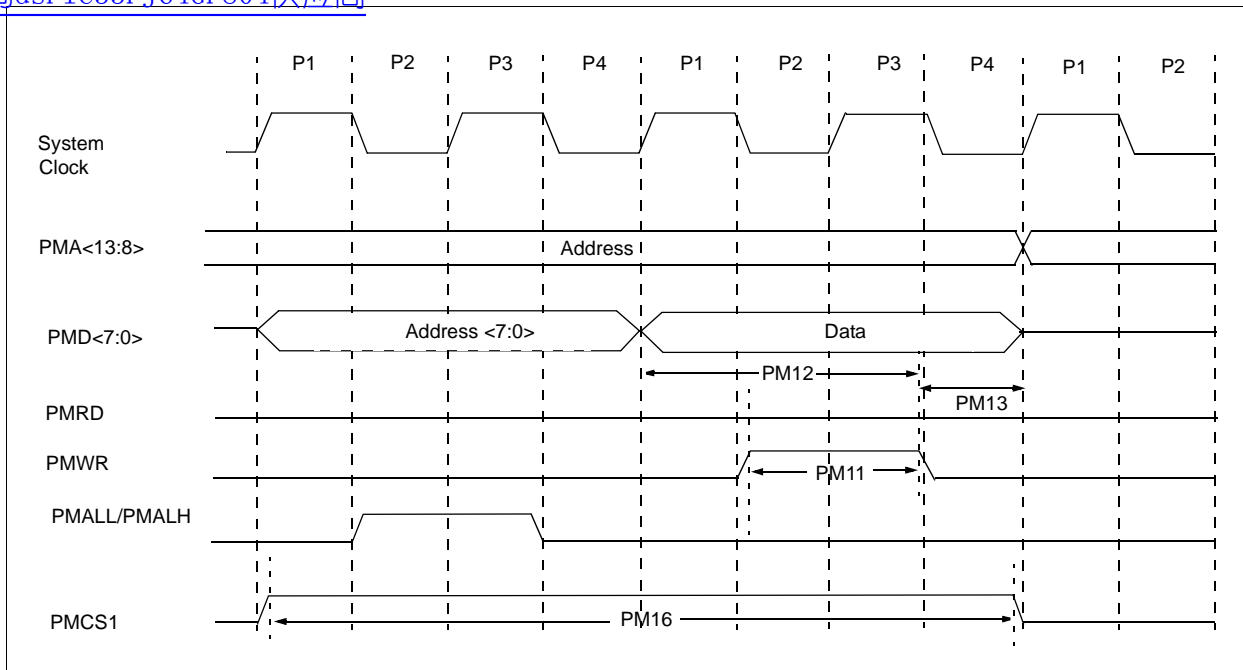 P1 P2 P3 P4 P1 P2 P3 P4 P1 P2
System
Clock
PMA<13:8>
Address
PMD<7:0>
Address <7:0>
Data
PM12
PMRD
PM13
PMWR
PM11
PMALL/PMALH
PMCS1
PM16